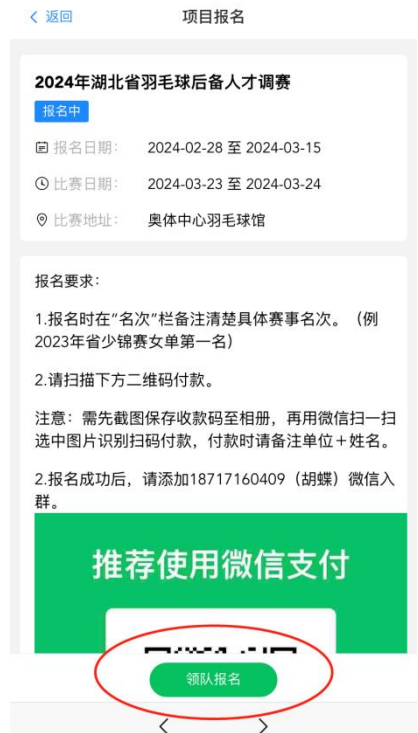 返回
项目报名
2024年湖北省羽毛球后备人才调赛
报名中
报名日期： 2024-02-28 至 2024-03-15
比赛日期： 2024-03-23 至 2024-03-24
比赛地址： 奥体中心羽毛球馆
报名要求：
1.报名时在“名次”栏备注清楚具体赛事名次。（例
2023年省少锦赛女单第一名）
2.请扫描下方二维码付款。
注意：需先截图保存收款码至相册，再用微信扫一扫
选中图片识别扫码付款，付款时请备注单位＋姓名。
2.报名成功后，请添加18717160409（胡蝶）微信入
群。
推荐使用微信支付
领队报名